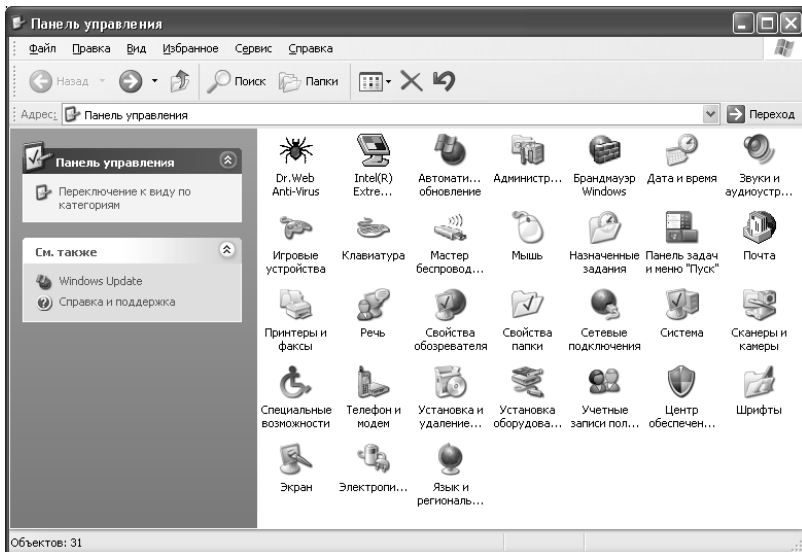 Панель управления
Файл Правка Вид Избранное Сервис Справка
Назад Поиск Папки
Адрес: Панель управления Переход
Панель управления
Переключение к виду по
категориям
См. также
Windows Update
Справка и поддержка
Dr.Web
Anti-Virus
Intel(R)
Extre...
Автомати...
обновление
Администр...
Брандмауэр
Windows
Дата и время
Звуки и
аудиоустр...
Игровые
устройства
Клавиатура
Мастер
беспровод...
Мышь
Назначенные
задания
Панель задач
и меню "Пуск"
Почта
Принтеры и
факсы
Речь
Свойства
обозревателя
Свойства
папки
Сетевые
подключения
Система
Сканеры и
камеры
Специальные
возможности
Телефон и
модем
Установка и
удаление...
Установка
оборудова...
Учетные
записи пол...
Центр
обеспечен...
Шрифты
Экран
Электропи...
Язык и
региональ...
Объектов: 31